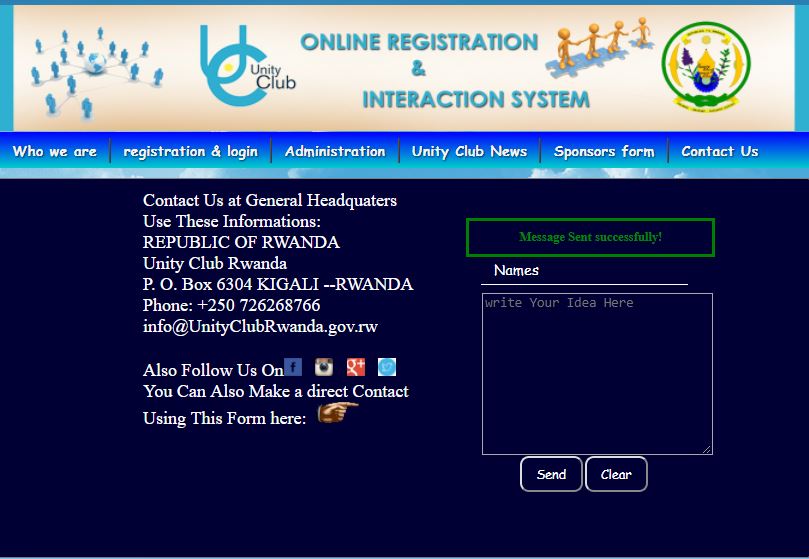 Unity
Club
ONLINE REGISTRATION
&
INTERACTION SYSTEM
Who we are
registration & login
Administration
Unity Club News
Sponsors form
Contact Us
Contact Us at General Headquaters
Use These Informations:
REPUBLIC OF RWANDA
Unity Club Rwanda
P. O. Box 6304 KIGALI --RWANDA
Phone: +250 726268766
info@UnityClubRwanda.gov.rw
Also Follow Us On
You Can Also Make a direct Contact
Using This Form here:
Message Sent successfully!
Names
write Your Idea Here
Send
Clear